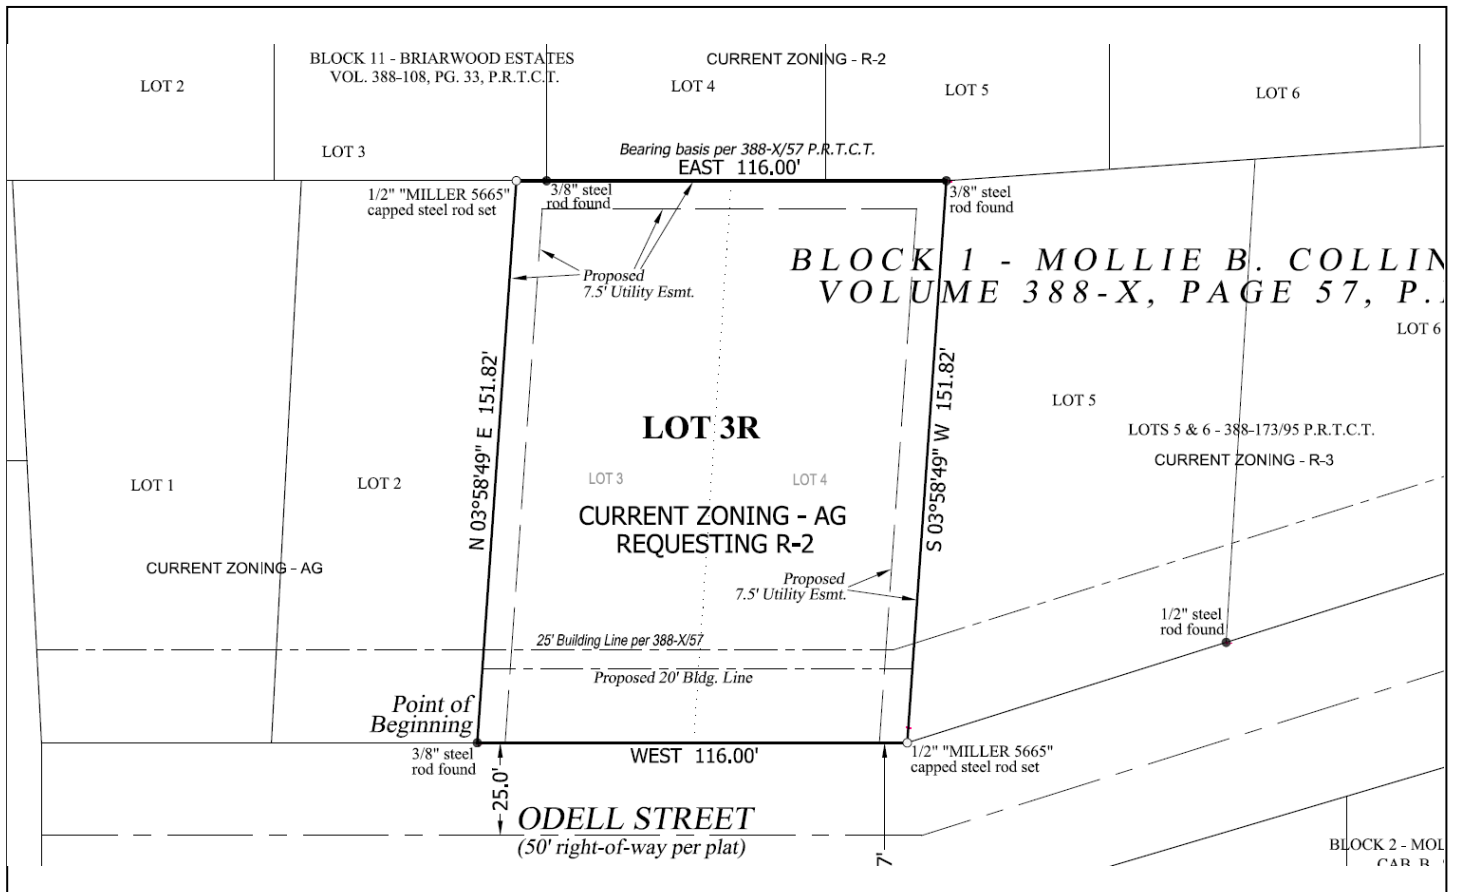 BLOCK 11 - BRIARWOOD ESTATES
VOL. 388-108, PG. 33, P.R.T.C.T.
CURRENT ZONING - R-2
LOT 2
LOT 4
LOT 5
LOT 6
LOT 3
Bearing basis per 388-X/57 P.R.T.C.T.
EAST 116.00'
1/2" "MILLER 5665"
capped steel rod set
3/8" steel
rod found
3/8" steel
rod found
Proposed
7.5' Utility Esmt.
BLOCK 1 - MOLLIE B. COLLIN
VOLUME 388-X, PAGE 57, P.
LOT 6
N 03°58'49" E 151.82'
S 03°58'49" W 151.82'
LOT 5
LOT 3R
LOTS 5 & 6 - 388-173/95 P.R.T.C.T.
CURRENT ZONING - R-3
LOT 1
LOT 2
LOT 3
LOT 4
CURRENT ZONING - AG
REQUESTING R-2
CURRENT ZONING - AG
Proposed
7.5' Utility Esmt.
1/2" steel
rod found
25' Building Line per 388-X/57
Proposed 20' Bldg. Line
Point of
Beginning
3/8" steel
rod found
WEST 116.00'
1/2" "MILLER 5665"
capped steel rod set
25.0'
ODELL STREET
(50' right-of-way per plat)
7'
BLOCK 2 - MOL
CAB. B,